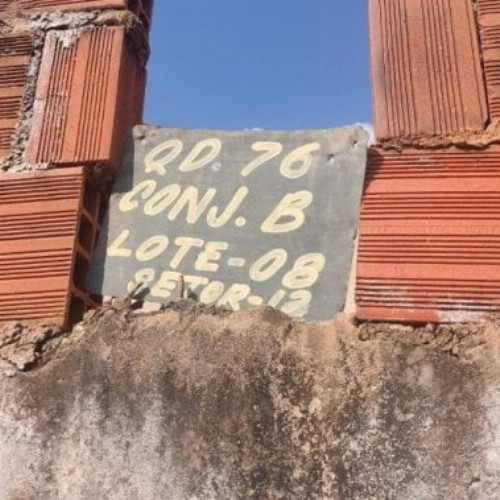 QD. 76
CONJ. B
LOTE-08
SETOR-12